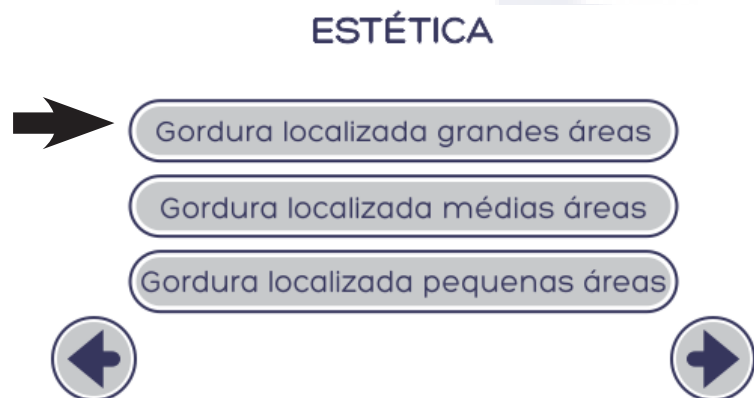 ESTÉTICA
Gordura localizada grandes áreas
Gordura localizada médias áreas
Gordura localizada pequenas áreas